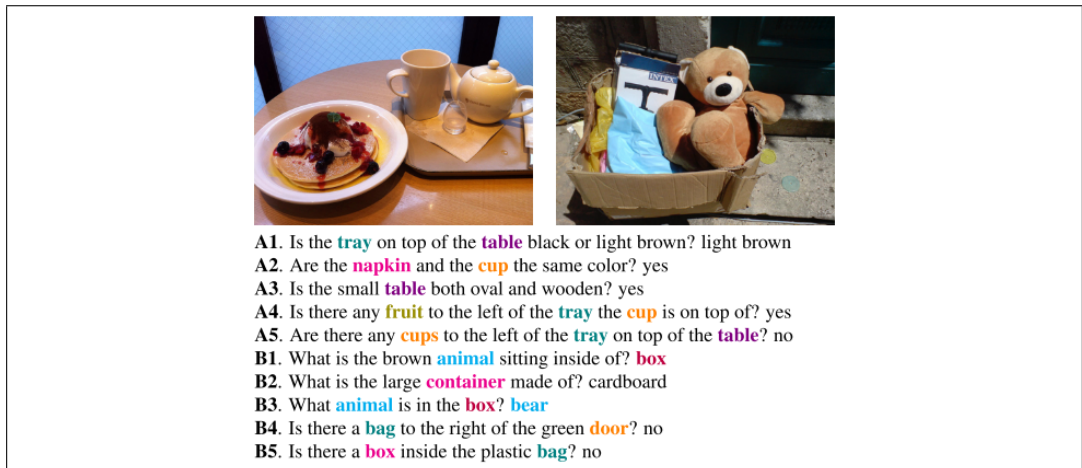 INTEX
A1. Is the tray on top of the table black or light brown? light brown
A2. Are the napkin and the cup the same color? yes
A3. Is the small table both oval and wooden? yes
A4. Is there any fruit to the left of the tray the cup is on top of? yes
A5. Are there any cups to the left of the tray on top of the table? no
B1. What is the brown animal sitting inside of? box
B2. What is the large container made of? cardboard
B3. What animal is in the box? bear
B4. Is there a bag to the right of the green door? no
B5. Is there a box inside the plastic bag? no